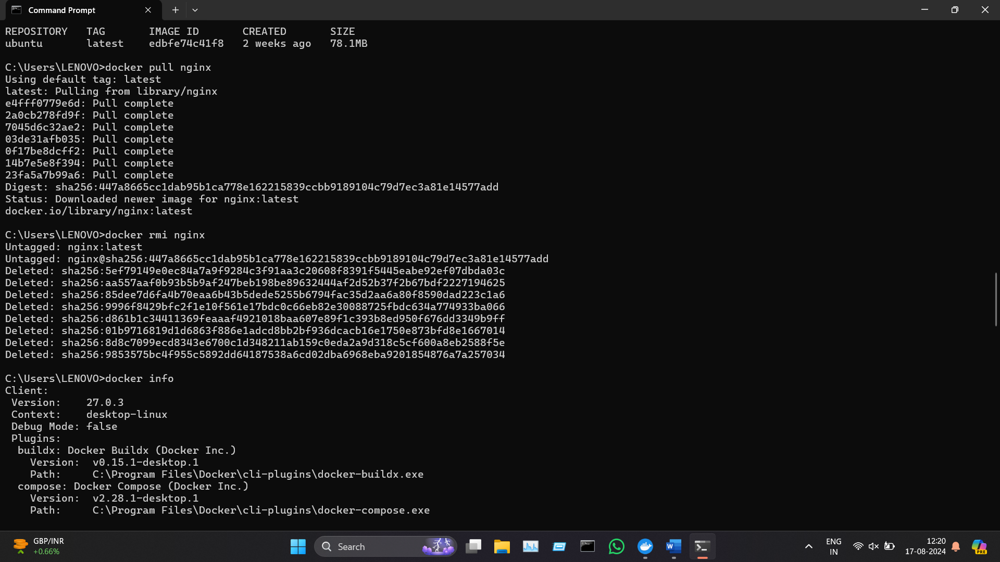 Command Prompt
REPOSITORY   TAG       IMAGE ID       CREATED       SIZE
ubuntu       latest    edbfe74c41f8   2 weeks ago   78.1MB
C:\Users\LENOVO>docker pull nginx
Using default tag: latest
latest: Pulling from library/nginx
e4fff0779e6d: Pull complete
2a0cb278fd9f: Pull complete
7045d6c32ae2: Pull complete
03de31afb035: Pull complete
0f17be8dcff2: Pull complete
14b7e5e8f394: Pull complete
23fa5a7b99a6: Pull complete
Digest: sha256:447a8665cc1dab95b1ca778e162215839ccbb9189104c79d7ec3a81e14577add
Status: Downloaded newer image for nginx:latest
docker.io/library/nginx:latest
C:\Users\LENOVO>docker rmi nginx
Untagged: nginx:latest
Untagged: nginx@sha256:447a8665cc1dab95b1ca778e162215839ccbb9189104c79d7ec3a81e14577add
Deleted: sha256:5ef79149e0ec84a7a9f9284c3f91aa3c20608f8391f5445eabe92ef07dbda03c
Deleted: sha256:aa557aaf0b93b5b9af247beb198be89632444af2d52b37f2b67bdf2227194625
Deleted: sha256:85dee7d6fa4b70eaa6b43b5dede5255b6794fac35d2aa6a80f8590dad223c1a6
Deleted: sha256:9996f8429bfc2f1e10f561e17bdc0c66eb82e30088725fbdc634a774933ba066
Deleted: sha256:d861b1c34411369feaaaf4921018baa607e89f1c393b8ed950f676dd3349b9ff
Deleted: sha256:01b9716819d1d6863f886e1adcd8bb2bf936dcacb16e1750e873bfd8e1667014
Deleted: sha256:8d8c7099ecd8343e6700c1d348211ab159c0eda2a9d318c5cf600a8eb2588f5e
Deleted: sha256:9853575bc4f955c5892dd64187538a6cd02dba6968eba9201854876a7a257034
C:\Users\LENOVO>docker info
Client:
 Version:    27.0.3
 Context:    desktop-linux
 Debug Mode: false
 Plugins:
  buildx: Docker Buildx (Docker Inc.)
    Version:  v0.15.1-desktop.1
    Path:     C:\Program Files\Docker\cli-plugins\docker-buildx.exe
  compose: Docker Compose (Docker Inc.)
    Version:  v2.28.1-desktop.1
    Path:     C:\Program Files\Docker\cli-plugins\docker-compose.exe
GBP/INR
+0.66%
Search
W
ENG
IN
12:20
17-08-2024
PRE